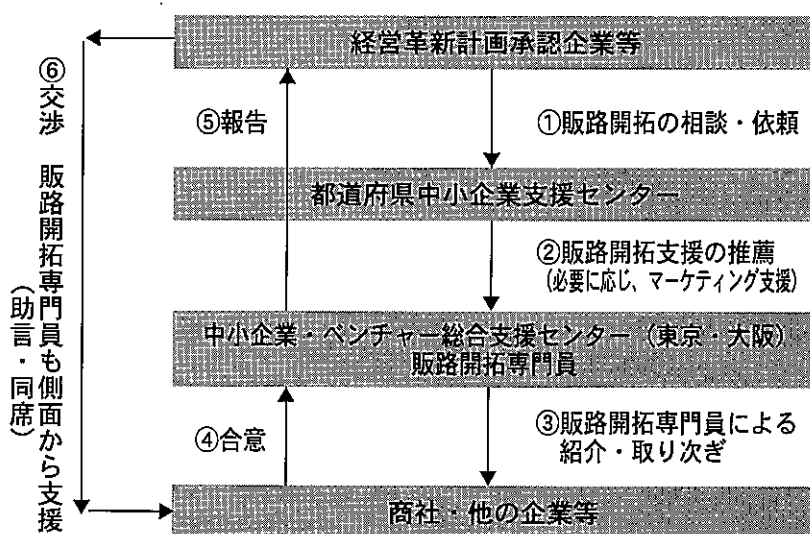 経営革新計画承認企業等
⑤報告
①販路開拓の相談・依頼
都道府県中小企業支援センター
②販路開拓支援の推薦
(必要に応じ、マーケティング支援)
中小企業・ベンチャー総合支援センター(東京・大阪)
販路開拓専門員
④合意
③販路開拓専門員による
紹介・取り次ぎ
商社・他の企業等
⑥交渉 販路開拓専門員も側面から支援
(助言・同席)